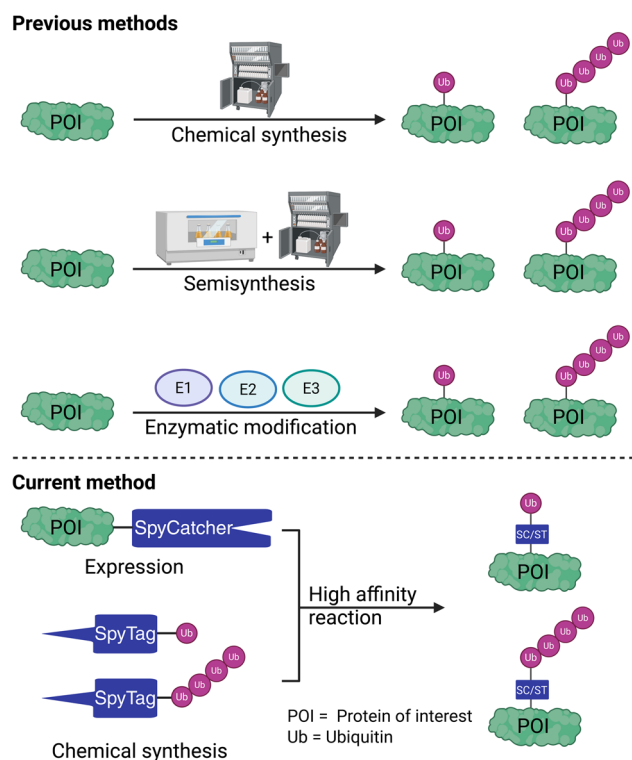 Previous methods
Ub
Ub
Ub
Ub
Ub
POI
Chemical synthesis
POI
POI
Ub
Ub
Ub
Ub
Ub
+
POI
Semisynthesis
POI
POI
Ub
Ub
Ub
Ub
Ub
E1 E2 E3
POI
Enzymatic modification
POI
POI
Current method
POI SpyCatcher
Expression
Ub
SC/ST
POI
High affinity
reaction
SpyTag Ub
SpyTag Ub Ub Ub Ub
Chemical synthesis
Ub
Ub
Ub
Ub
SC/ST
POI
POI = Protein of interest
Ub = Ubiquitin